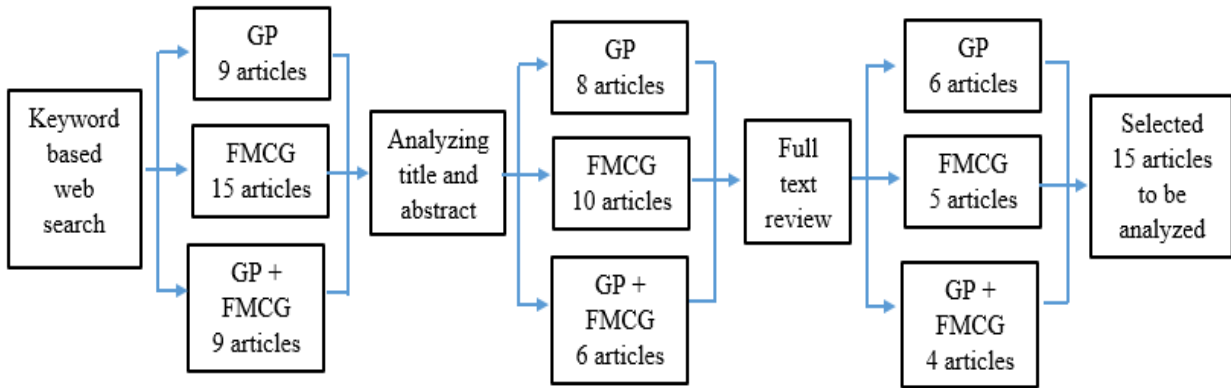 Keyword
based
web
search
GP
9 articles
FMCG
15 articles
GP +
FMCG
9 articles
Analyzing
title and
abstract
GP
8 articles
FMCG
10 articles
GP +
FMCG
6 articles
Full
text
review
GP
6 articles
FMCG
5 articles
GP +
FMCG
4 articles
Selected
15 articles
to be
analyzed